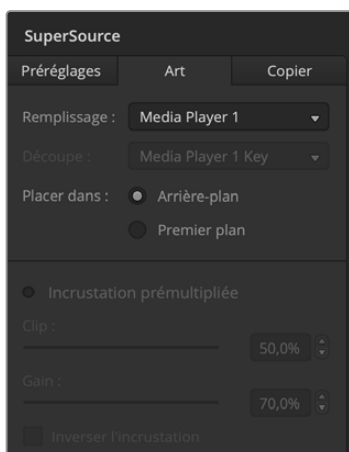 SuperSource
Préréglages Art Copier
Remplissage : Media Player 1
Découpe : Media Player 1 Key
Placer dans : Arrière-plan
Premier plan
Incrustation prémultipliée
Clip :
50,0%
Gain :
70,0%
Inverser l'incrustation